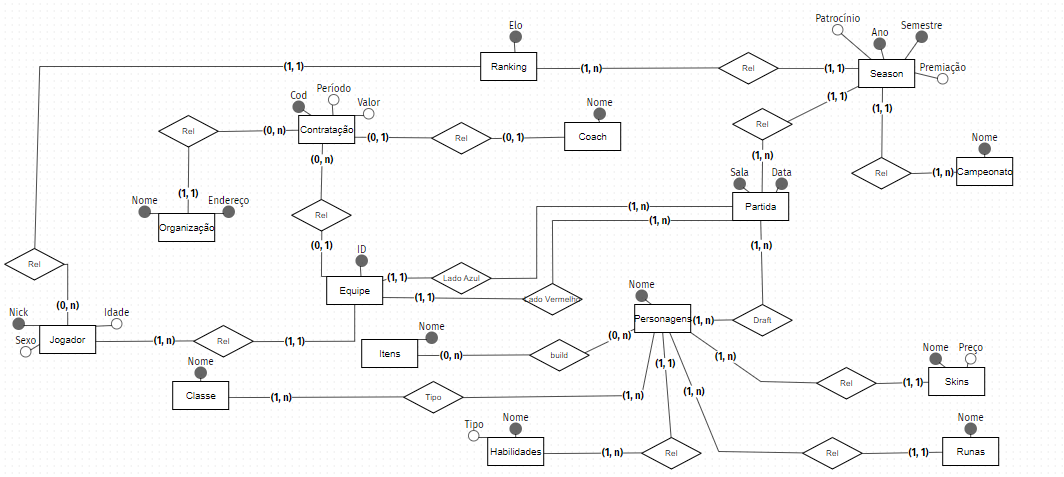 Patrocínio
Elo
Ano
Semestre
(1, 1)
Ranking
(1, n)
Rel
(1, 1)
Season
Premiação
Período
Cod
Valor
Nome
(1, 1)
(1, 1)
Rel
(0, n)
Contratação
(0, 1)
Rel
(0, 1)
Coach
Rel
Nome
(0, n)
(1, n)
Rel
(1, n)
Campeonato
Sala
Data
(1, 1)
Nome
Endereço
Rel
(1, n)
Partida
(1, n)
Organização
(0, 1)
ID
(1, n)
Rel
(1, 1)
Lado Azul
Equipe
(1, 1)
Lado Vermelho
Nome
(0, n)
Nick
Idade
Personagens
(1, n)
Draft
Sexo
Jogador
(1, n)
Rel
(1, 1)
Nome
(0, n)
Itens
(0, n)
build
(1, n)
Nome
Preço
Nome
(1, 1)
Classe
(1, n)
Tipo
(1, n)
(1, n)
Rel
(1, 1)
Skins
Tipo
Nome
Nome
Habilidades
(1, n)
Rel
Rel
(1, 1)
Runas